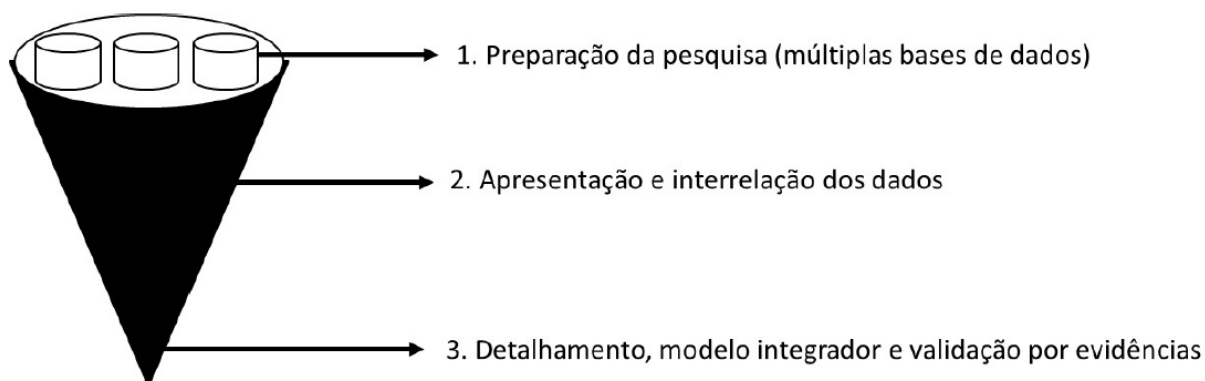 1. Preparação da pesquisa (múltiplas bases de dados)
2. Apresentação e interrelação dos dados
3. Detalhamento, modelo integrador e validação por evidências